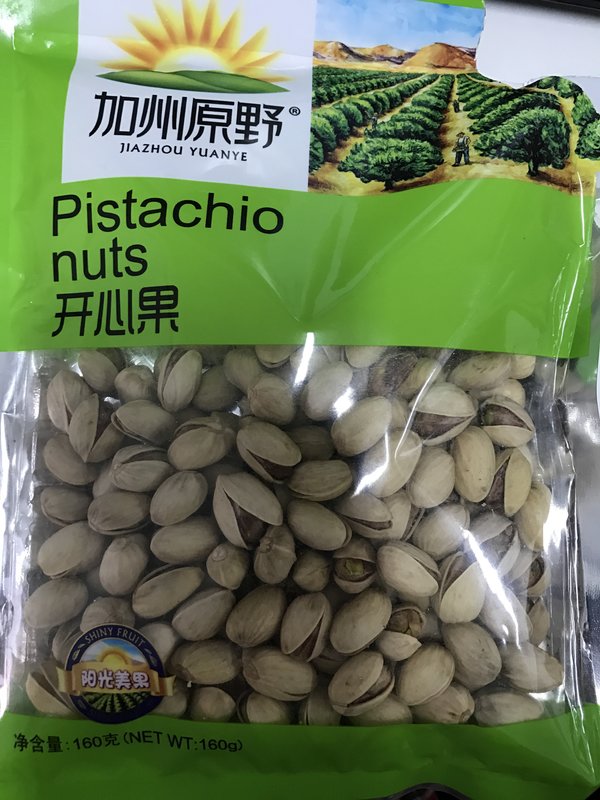 加州原野®
JIAZHOU YUANYE
Pistachio
nuts
开心果
SHINY FRUIT
阳光美果
净含量:160克(NET WT:160g)